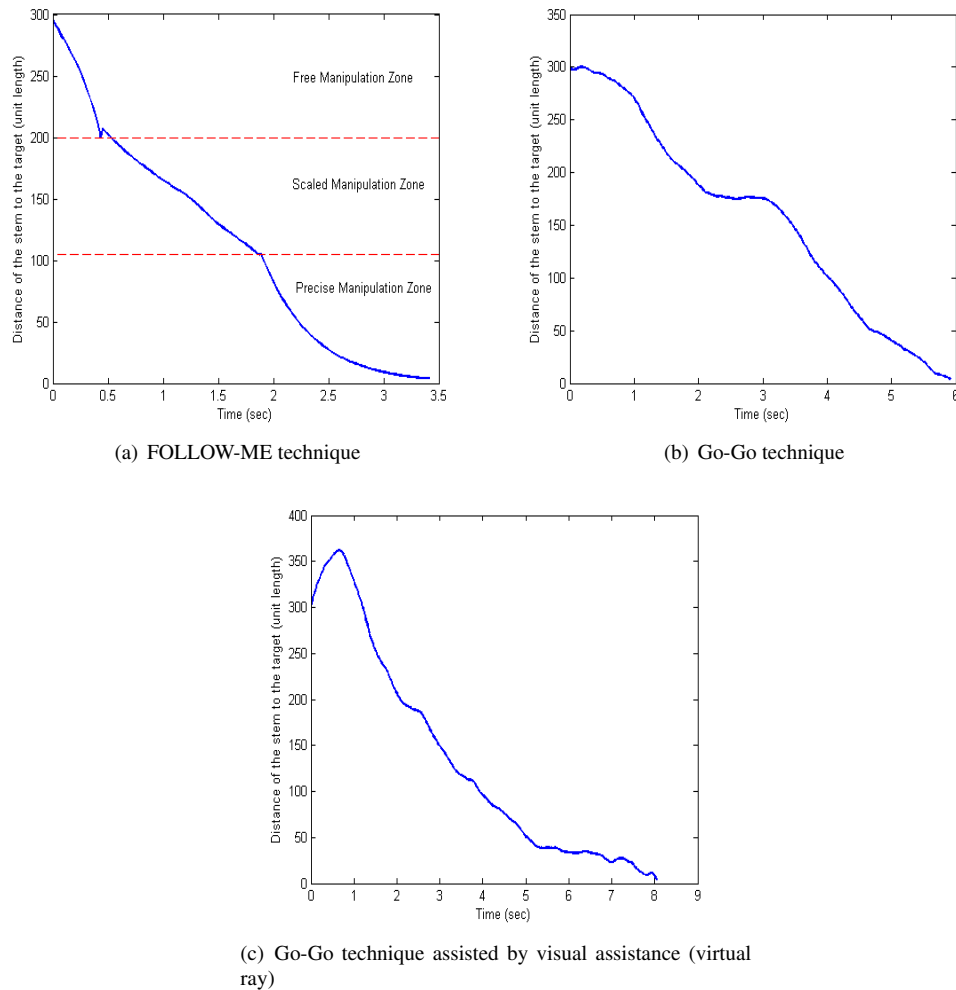 300
250
200
150
100
50
0
Distance of the stem to the target (unit length)
Free Manipulation Zone
Scaled Manipulation Zone
Precise Manipulation Zone
0 0.5 1 1.5 2 2.5 3 3.5
Time (sec)
(a) FOLLOW-ME technique
350
300
250
200
150
100
50
0
Distance of the stem to the target (unit length)
0 1 2 3 4 5 6
Time (sec)
(b) Go-Go technique
400
350
300
250
200
150
100
50
0
Distance of the stem to the target (unit length)
0 1 2 3 4 5 6 7 8 9
Time (sec)
(c) Go-Go technique assisted by visual assistance (virtual
ray)